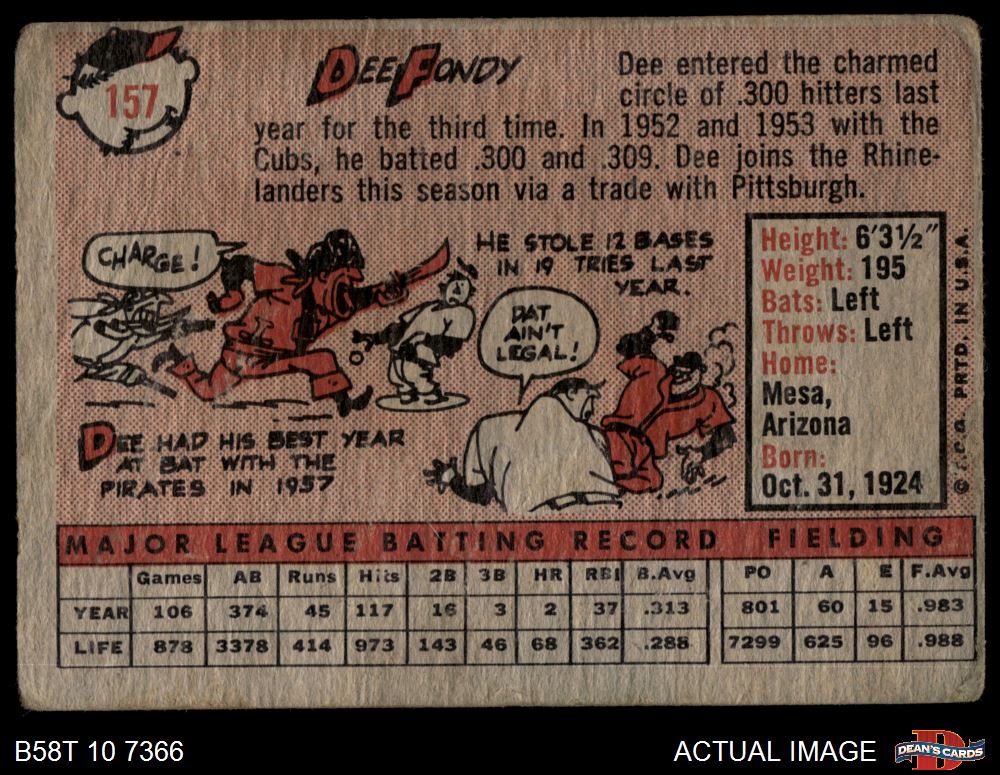 157
DEE FONDY
Dee entered the charmed
circle of .300 hitters last
year for the third time. In 1952 and 1953 with the
Cubs, he batted .300 and .309. Dee joins the Rhine-
landers this season via a trade with Pittsburgh.
CHARGE!
HE STOLE 12 BASES
IN 19 TRIES LAST
YEAR.
DAT
AIN'T
LEGAL!
DEE HAD HIS BEST YEAR
AT BAT WITH THE
PIRATES IN 1957
Height: 6'3½"
Weight: 195
Bats: Left
Throws: Left
Home:
Mesa,
Arizona
Born:
Oct. 31, 1924
© T.C.G. PRTD. IN U.S.A.
MAJOR LEAGUE BATTING RECORD FIELDING
Games AB Runs Hits 2B 3B HR RBI B.Avg PO A E F.Avg
YEAR 106 374 45 117 16 3 2 37 .313 801 60 15 .983
LIFE 878 3378 414 973 143 46 68 362 .288 7299 625 96 .988
B58T 10 7366
ACTUAL IMAGE
DEAN'S CARDS